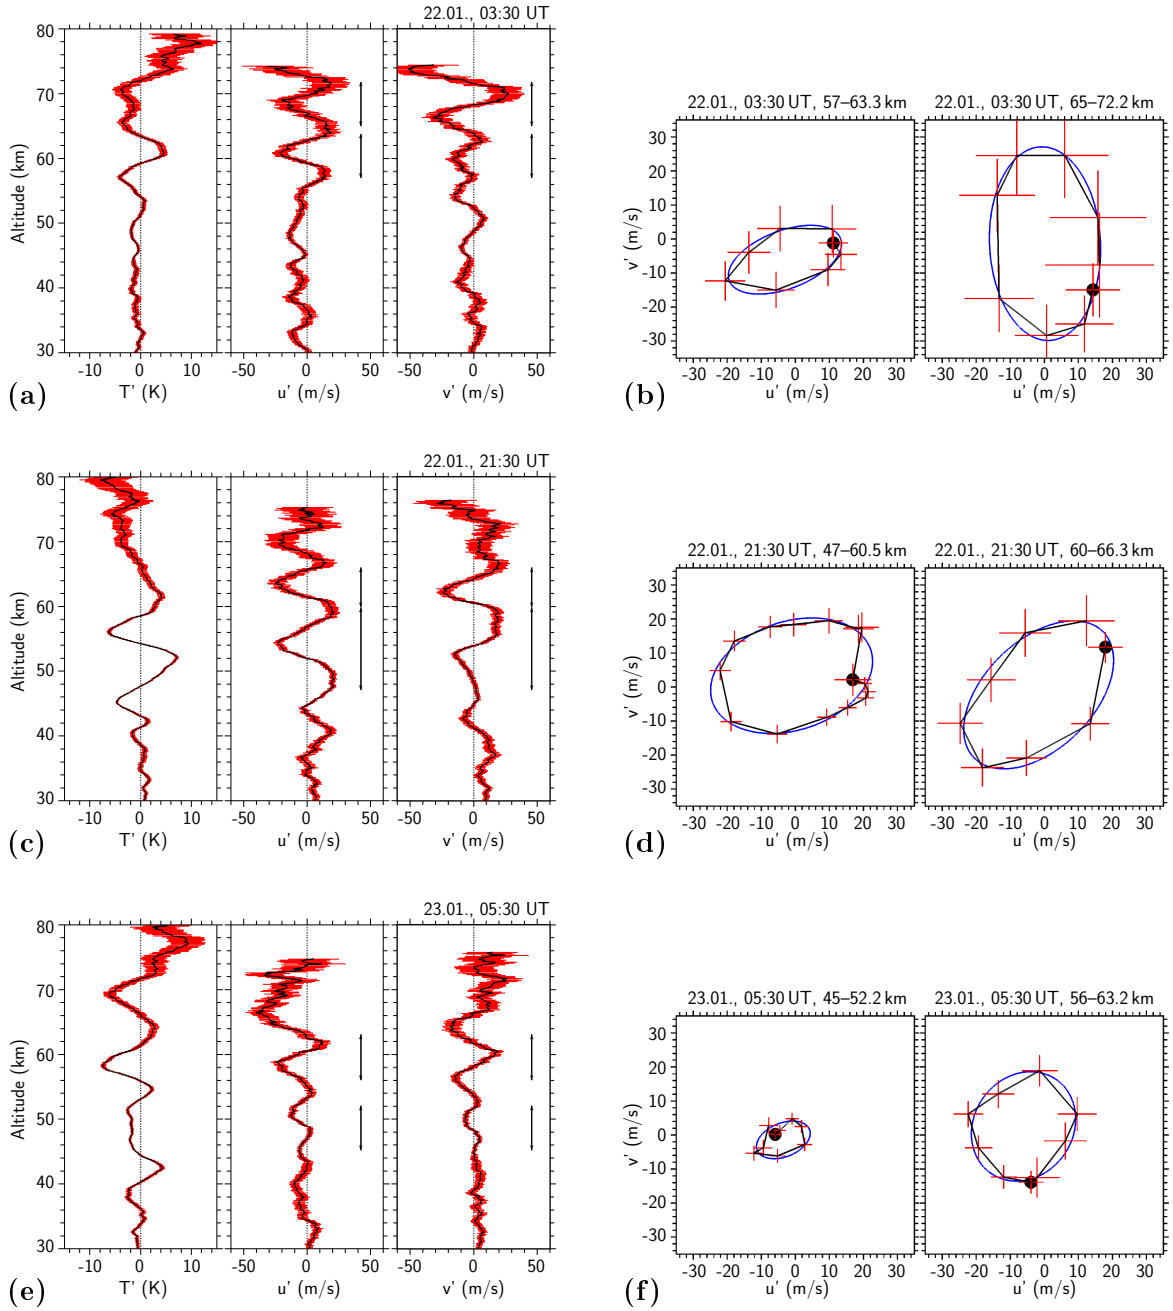 22.01., 03:30 UT
80
70
60
50
40
30
Altitude (km)
-10 0 10
T' (K)
-50 0 50
u' (m/s)
-50 0 50
v' (m/s)
(a)
22.01., 03:30 UT, 57–63.3 km
22.01., 03:30 UT, 65–72.2 km
30
20
10
0
-10
-20
-30
v' (m/s)
-30 -20 -10 0 10 20 30
u' (m/s)
-30 -20 -10 0 10 20 30
u' (m/s)
(b)
22.01., 21:30 UT
80
70
60
50
40
30
Altitude (km)
-10 0 10
T' (K)
-50 0 50
u' (m/s)
-50 0 50
v' (m/s)
(c)
22.01., 21:30 UT, 47–60.5 km
22.01., 21:30 UT, 60–66.3 km
30
20
10
0
-10
-20
-30
v' (m/s)
-30 -20 -10 0 10 20 30
u' (m/s)
-30 -20 -10 0 10 20 30
u' (m/s)
(d)
23.01., 05:30 UT
80
70
60
50
40
30
Altitude (km)
-10 0 10
T' (K)
-50 0 50
u' (m/s)
-50 0 50
v' (m/s)
(e)
23.01., 05:30 UT, 45–52.2 km
23.01., 05:30 UT, 56–63.2 km
30
20
10
0
-10
-20
-30
v' (m/s)
-30 -20 -10 0 10 20 30
u' (m/s)
-30 -20 -10 0 10 20 30
u' (m/s)
(f)